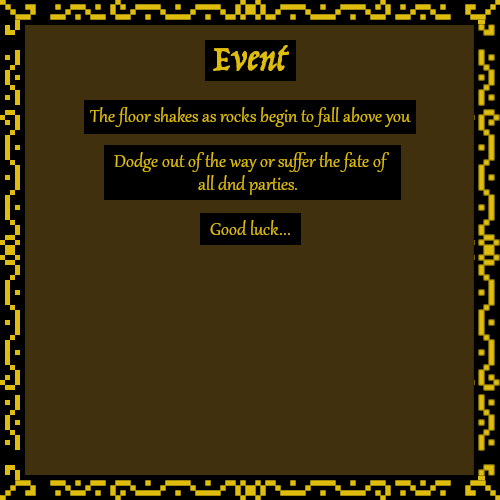 Event
The floor shakes as rocks begin to fall above you
Dodge out of the way or suffer the fate of
all dnd parties.
Good luck...